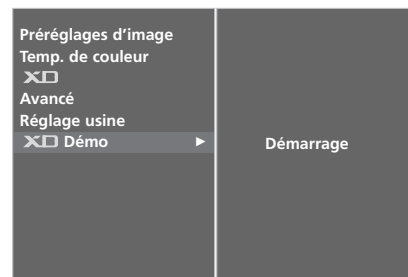 Préréglages d'image
Temp. de couleur
XD
Avancé
Réglage usine
XD Démo ►
Démarrage